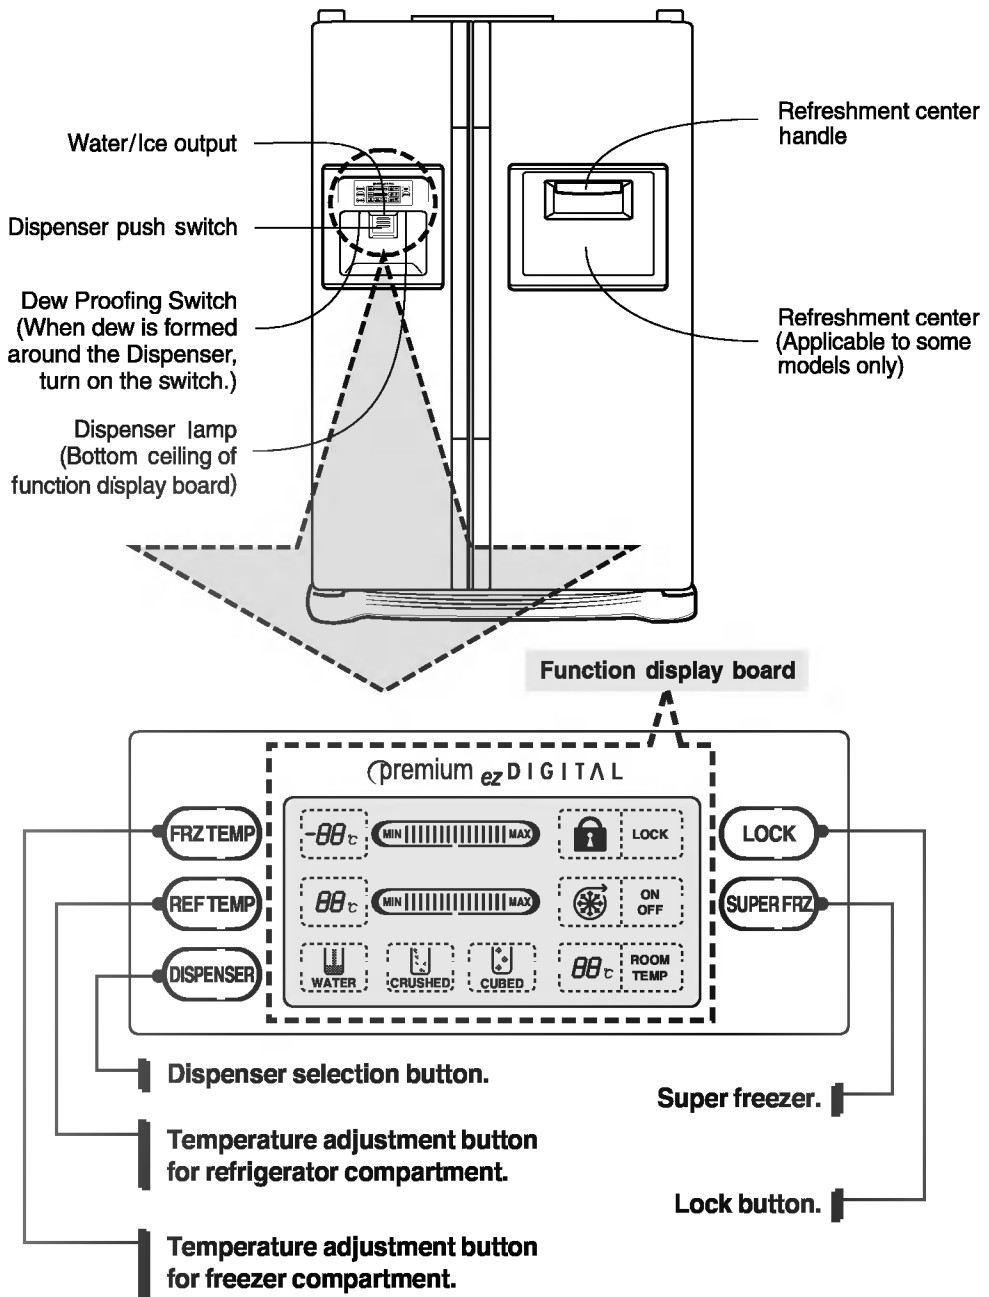 Water/Ice output
Dispenser push switch
Dew Proofing Switch
(When dew is formed
around the Dispenser,
turn on the switch.)
Dispenser lamp
(Bottom ceiling of
function display board)
Refreshment center
handle
Refreshment center
(Applicable to some
models only)
Function display board
premium ez DIGITAL
FRZ TEMP
-88 ℃
MIN
MAX
LOCK
LOCK
REF TEMP
88 ℃
MIN
MAX
ON
OFF
SUPER FRZ
DISPENSER
WATER
CRUSHED
CUBED
88 ℃
ROOM
TEMP
Dispenser selection button.
Temperature adjustment button
for refrigerator compartment.
Temperature adjustment button
for freezer compartment.
Super freezer.
Lock button.